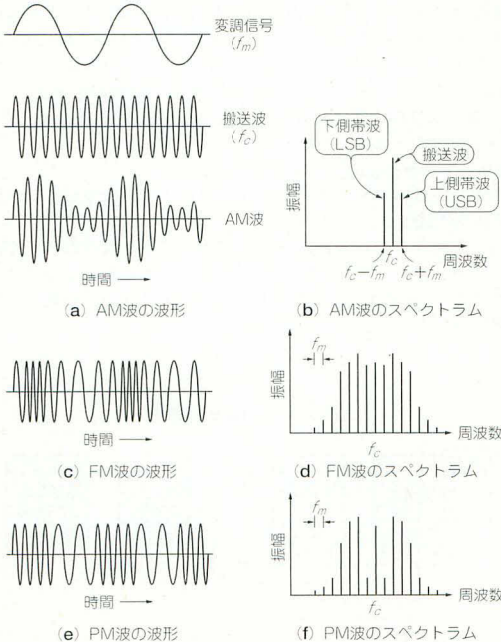 変調信号
(fm)
搬送波
(fc)
AM波
時間
(a) AM波の波形
下側帯波
(LSB)
搬送波
上側帯波
(USB)
振幅
周波数
fc
fc−fm
fc+fm
(b) AM波のスペクトラム
時間
(c) FM波の波形
fm
振幅
周波数
fc
(d) FM波のスペクトラム
時間
(e) PM波の波形
fm
振幅
周波数
fc
(f) PM波のスペクトラム